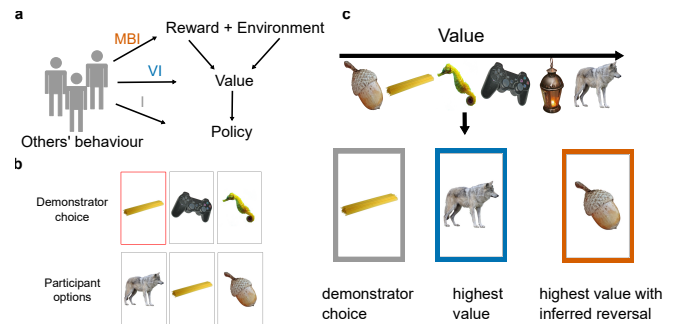 a
Reward + Environment
MBI
VI
Value
I
Policy
Others' behaviour
b
Demonstrator
choice
Participant
options
c
Value
demonstrator
choice
highest
value
highest value with
inferred reversal